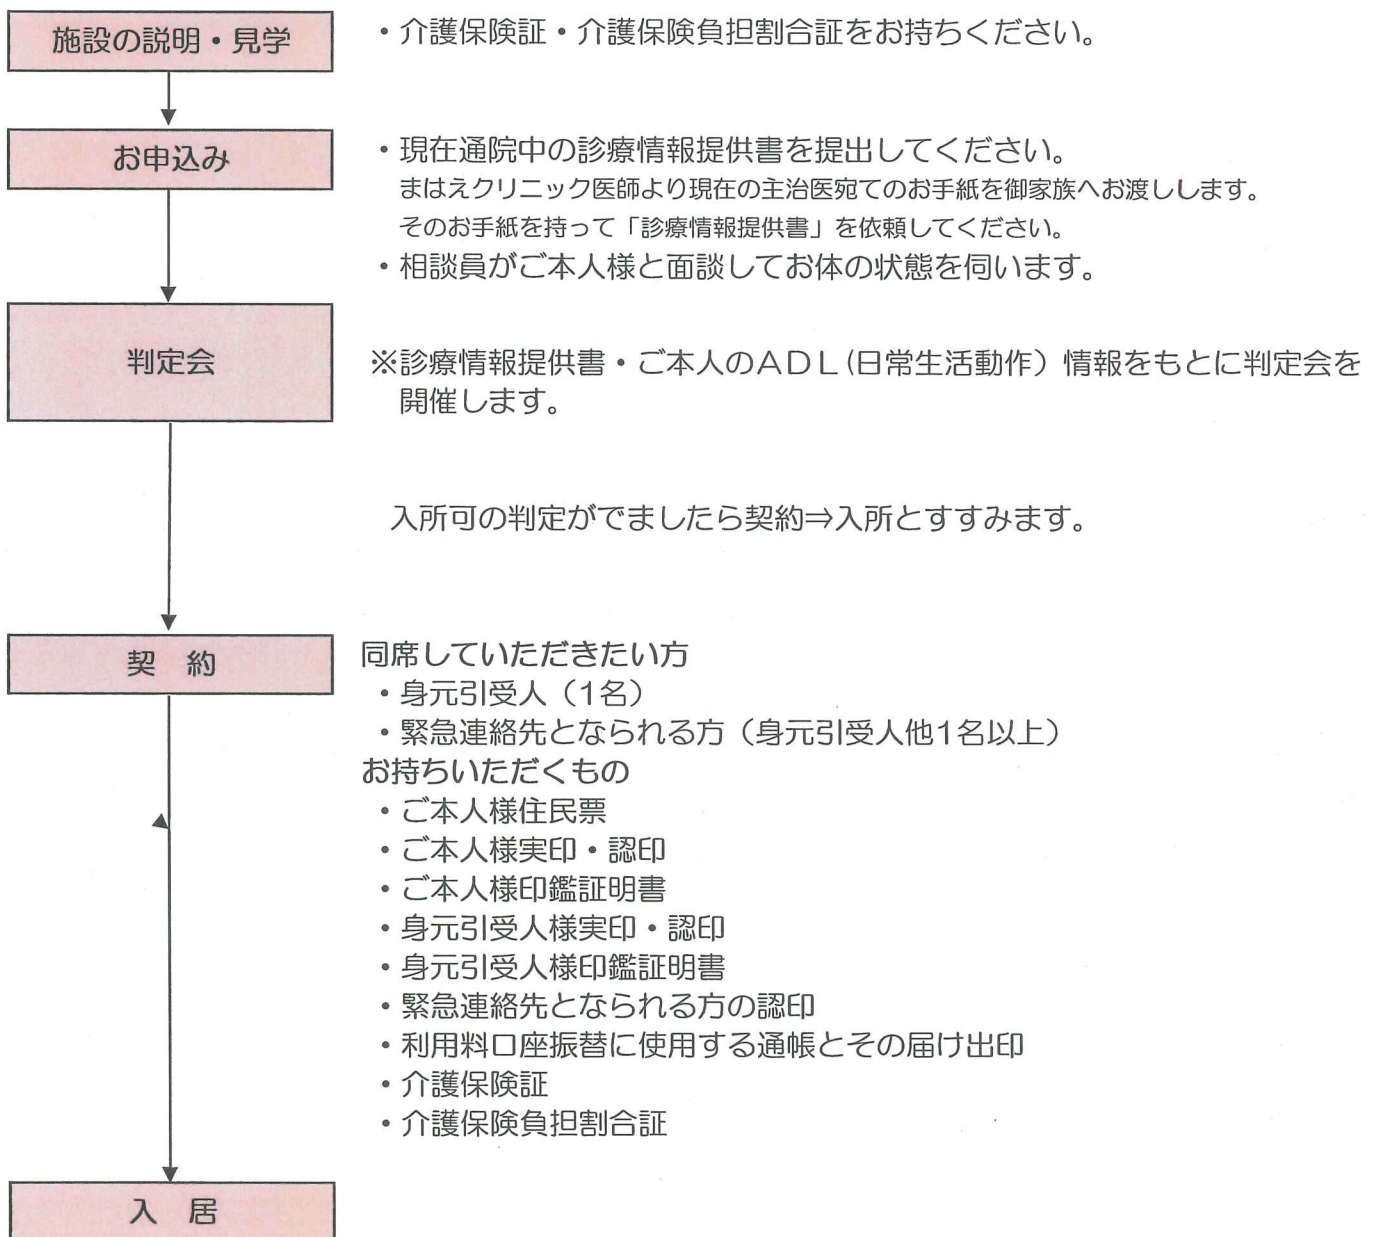 施設の説明・見学
・介護保険証・介護保険負担割合証をお持ちください。
お申込み
・現在通院中の診療情報提供書を提出してください。
まはえクリニック医師より現在の主治医宛てのお手紙を御家族へお渡しします。
そのお手紙を持って「診療情報提供書」を依頼してください。
・相談員がご本人様と面談してお体の状態を伺います。
判定会
※診療情報提供書・ご本人のADL(日常生活動作）情報をもとに判定会を
開催します。
入所可の判定がでましたら契約⇒入所とすすみます。
契 約
同席していただきたい方
・身元引受人（1名）
・緊急連絡先となられる方（身元引受人他1名以上）
お持ちいただくもの
・ご本人様住民票
・ご本人様実印・認印
・ご本人様印鑑証明書
・身元引受人様実印・認印
・身元引受人様印鑑証明書
・緊急連絡先となられる方の認印
・利用料口座振替に使用する通帳とその届け出印
・介護保険証
・介護保険負担割合証
入 居